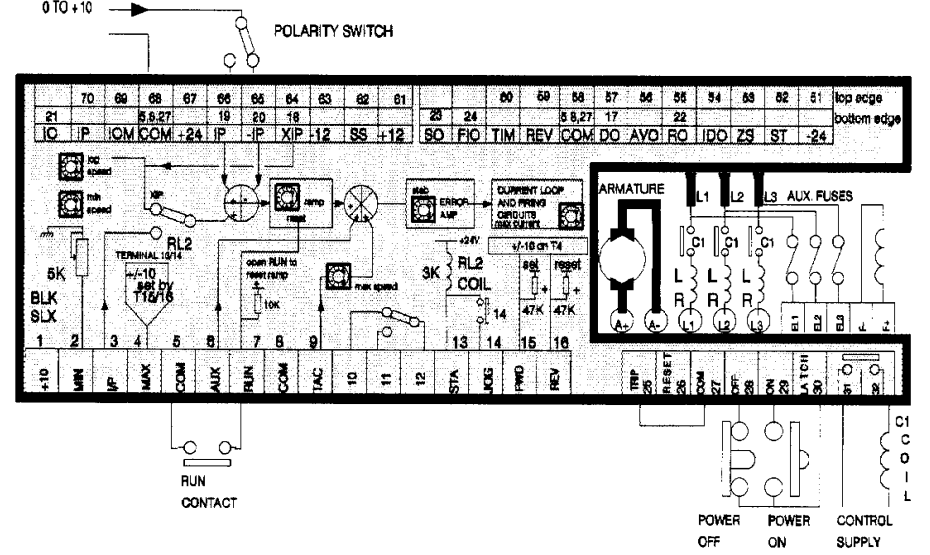 0 TO +10
POLARITY SWITCH
70 69 68 67 66 65 64 63 62 61 60 59 58 57 56 55 54 53 52 51 top edge
21 5,8,27 19 20 18 23 24 5 8,27 17 22 bottom edge
IO IP IOM COM +24 IP -IP XIP -12 SS +12 SO FIO TIM REV COM DO AVO RO IDO ZS ST -24
top speed
min speed
XIP
RL2
TERMINAL 10/14
+/-10
set by
T15/16
5K
BLK
SLX
ramp
reset
open RUN to
reset ramp
10K
max speed
stab
ERROR
AMP
CURRENT LOOP
AND FIRING
CIRCUITS
max current
+24V
RL2
COIL
3K
14
+/-10 on T4
set reset
47K 47K
ARMATURE
L1 L2 L3 AUX. FUSES
C1 C1 C1
L L L
R R R
A+ A- L1 L2 L3 EL1 EL2 EL3 F- F+
1 2 3 4 5 6 7 8 9 10 11 12 13 14 15 16
+10 MIN I/P MAX COM AUX RUN COM TAC STA JOG FWD REV
TRIP 25 RESET 26 COM 27 OFF 28 ON 29 LATCH 30 31 32
RUN
CONTACT
C1
COIL
POWER
OFF
POWER
ON
CONTROL
SUPPLY